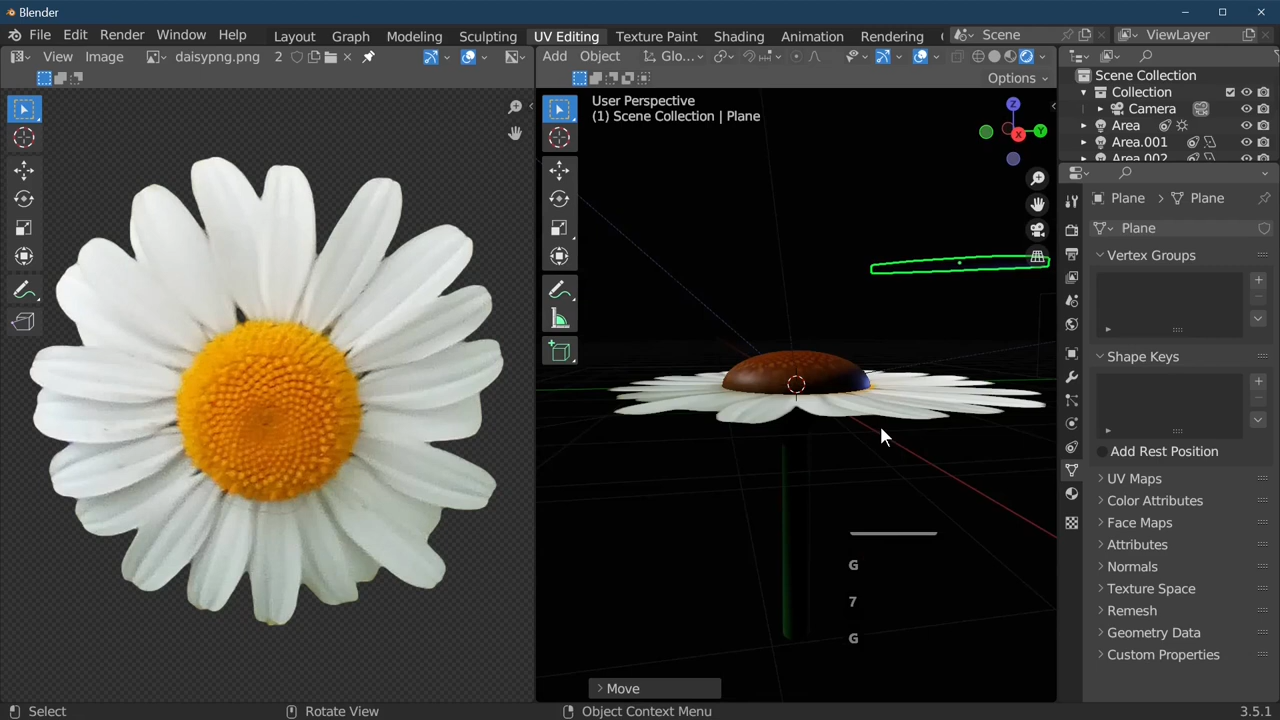 Blender
File Edit Render Window Help
Layout Graph Modeling Sculpting UV Editing Texture Paint Shading Animation Rendering
Scene
ViewLayer
View Image
daisypng.png 2
Add Object
Glo...
Options
User Perspective
(1) Scene Collection | Plane
Z
Y
X
Scene Collection
Collection
Camera
Area
Area.001
Area.002
Plane > Plane
Plane
Vertex Groups
Shape Keys
Add Rest Position
UV Maps
Color Attributes
Face Maps
Attributes
Normals
Texture Space
Remesh
Geometry Data
Custom Properties
G
7
G
Move
Select
Rotate View
Object Context Menu
3.5.1